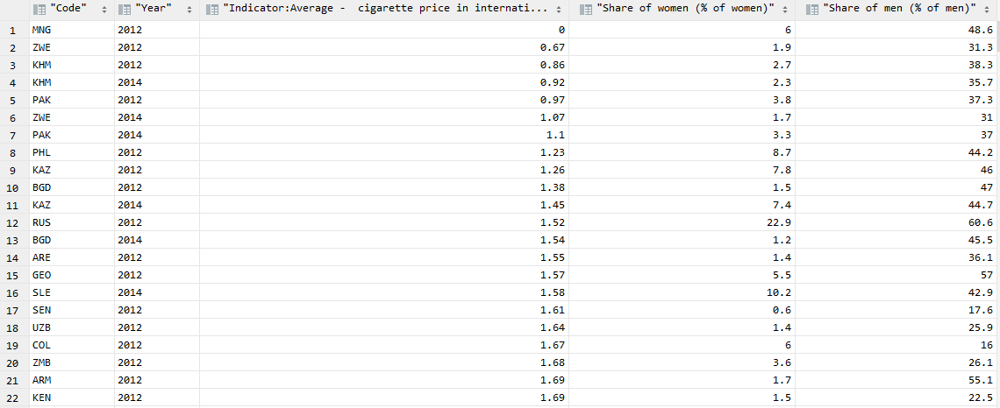 "Code" "Year" "Indicator:Average - cigarette price in internati... "Share of women (% of women)" "Share of men (% of men)"
1 MNG 2012 0 6 48.6
2 ZWE 2012 0.67 1.9 31.3
3 KHM 2012 0.86 2.7 38.3
4 KHM 2014 0.92 2.3 35.7
5 PAK 2012 0.97 3.8 37.3
6 ZWE 2014 1.07 1.7 31
7 PAK 2014 1.1 3.3 37
8 PHL 2012 1.23 8.7 44.2
9 KAZ 2012 1.26 7.8 46
10 BGD 2012 1.38 1.5 47
11 KAZ 2014 1.45 7.4 44.7
12 RUS 2012 1.52 22.9 60.6
13 BGD 2014 1.54 1.2 45.5
14 ARE 2012 1.55 1.4 36.1
15 GEO 2012 1.57 5.5 57
16 SLE 2014 1.58 10.2 42.9
17 SEN 2012 1.61 0.6 17.6
18 UZB 2012 1.64 1.4 25.9
19 COL 2012 1.67 6 16
20 ZMB 2012 1.68 3.6 26.1
21 ARM 2012 1.69 1.7 55.1
22 KEN 2012 1.69 1.5 22.5